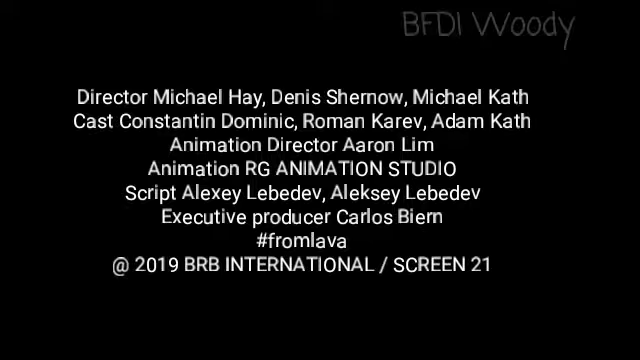 BFDI Woody
Director Michael Hay, Denis Shernow, Michael Kath
Cast Constantin Dominic, Roman Karev, Adam Kath
Animation Director Aaron Lim
Animation RG ANIMATION STUDIO
Script Alexey Lebedev, Aleksey Lebedev
Executive producer Carlos Biern
#fromlava
@ 2019 BRB INTERNATIONAL / SCREEN 21